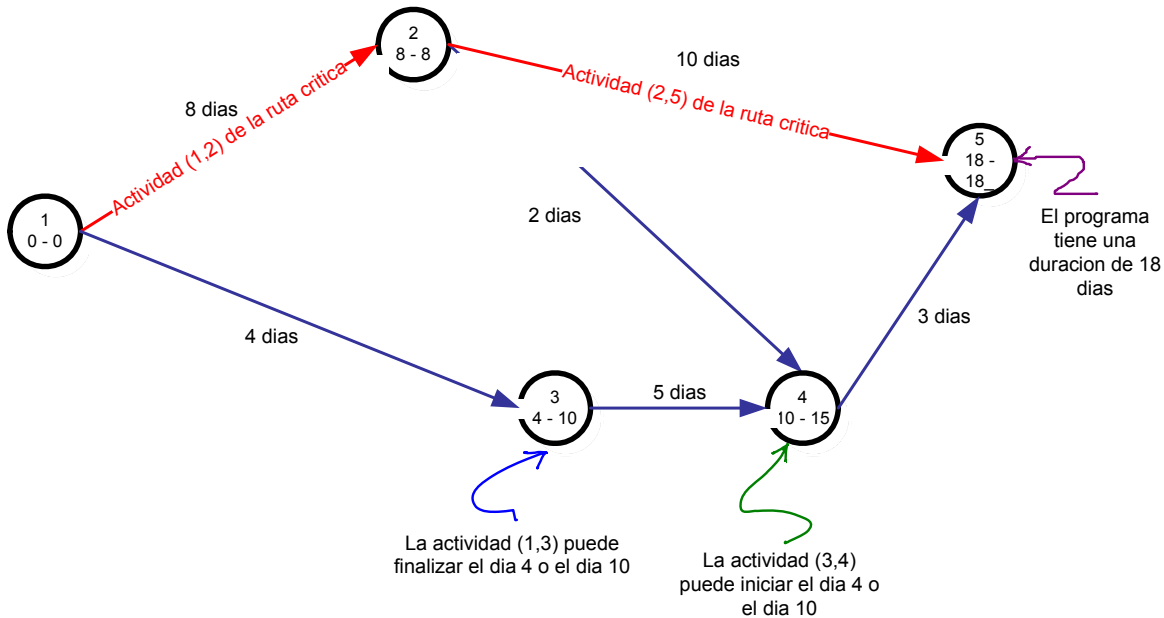 2
8 - 8
10 dias
Actividad (2,5) de la ruta critica
8 dias
Actividad (1,2) de la ruta critica
5
18 -
18_
1
0 - 0
2 dias
El programa
tiene una
duracion de 18
dias
4 dias
3 dias
3
4 - 10
5 dias
4
10 - 15
La actividad (1,3) puede
finalizar el dia 4 o el dia 10
La actividad (3,4)
puede iniciar el dia 4 o
el dia 10